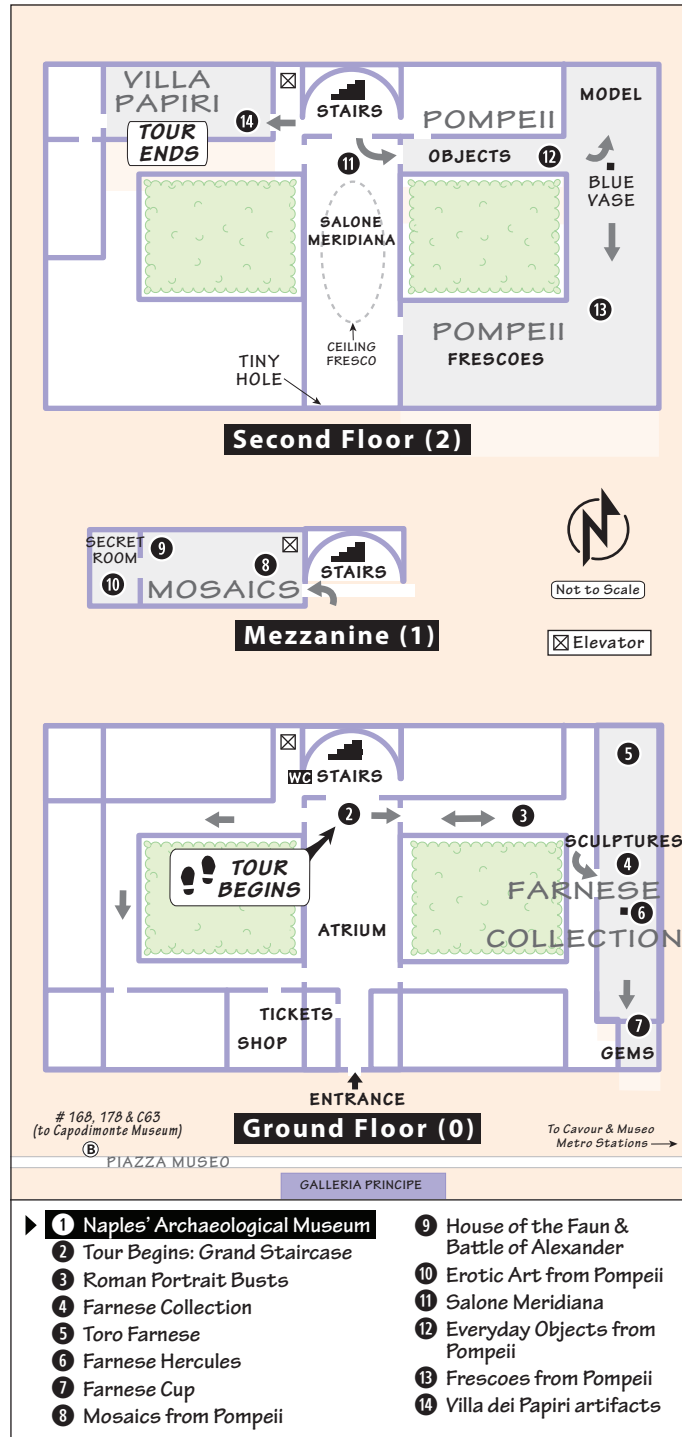 VILLA
PAPIRI
14
TOUR
ENDS
STAIRS
11
POMPEII
OBJECTS
12
MODEL
BLUE
VASE
SALONE
MERIDIANA
CEILING
FRESCO
TINY
HOLE
13
POMPEII
FRESCOES
Second Floor (2)
SECRET
ROOM
9
10
8
MOSAICS
STAIRS
Mezzanine (1)
N
Not to Scale
Elevator
WC STAIRS
2
3
5
TOUR
BEGINS
SCULPTURES
4
FARNESE
6
COLLECTION
ATRIUM
TICKETS
SHOP
7
GEMS
ENTRANCE
Ground Floor (0)
# 168, 178 & C63
(to Capodimonte Museum)
B
To Cavour & Museo
Metro Stations
PIAZZA MUSEO
GALLERIA PRINCIPE
1 Naples' Archaeological Museum
2 Tour Begins: Grand Staircase
3 Roman Portrait Busts
4 Farnese Collection
5 Toro Farnese
6 Farnese Hercules
7 Farnese Cup
8 Mosaics from Pompeii
9 House of the Faun &
Battle of Alexander
10 Erotic Art from Pompeii
11 Salone Meridiana
12 Everyday Objects from
Pompeii
13 Frescoes from Pompeii
14 Villa dei Papiri artifacts